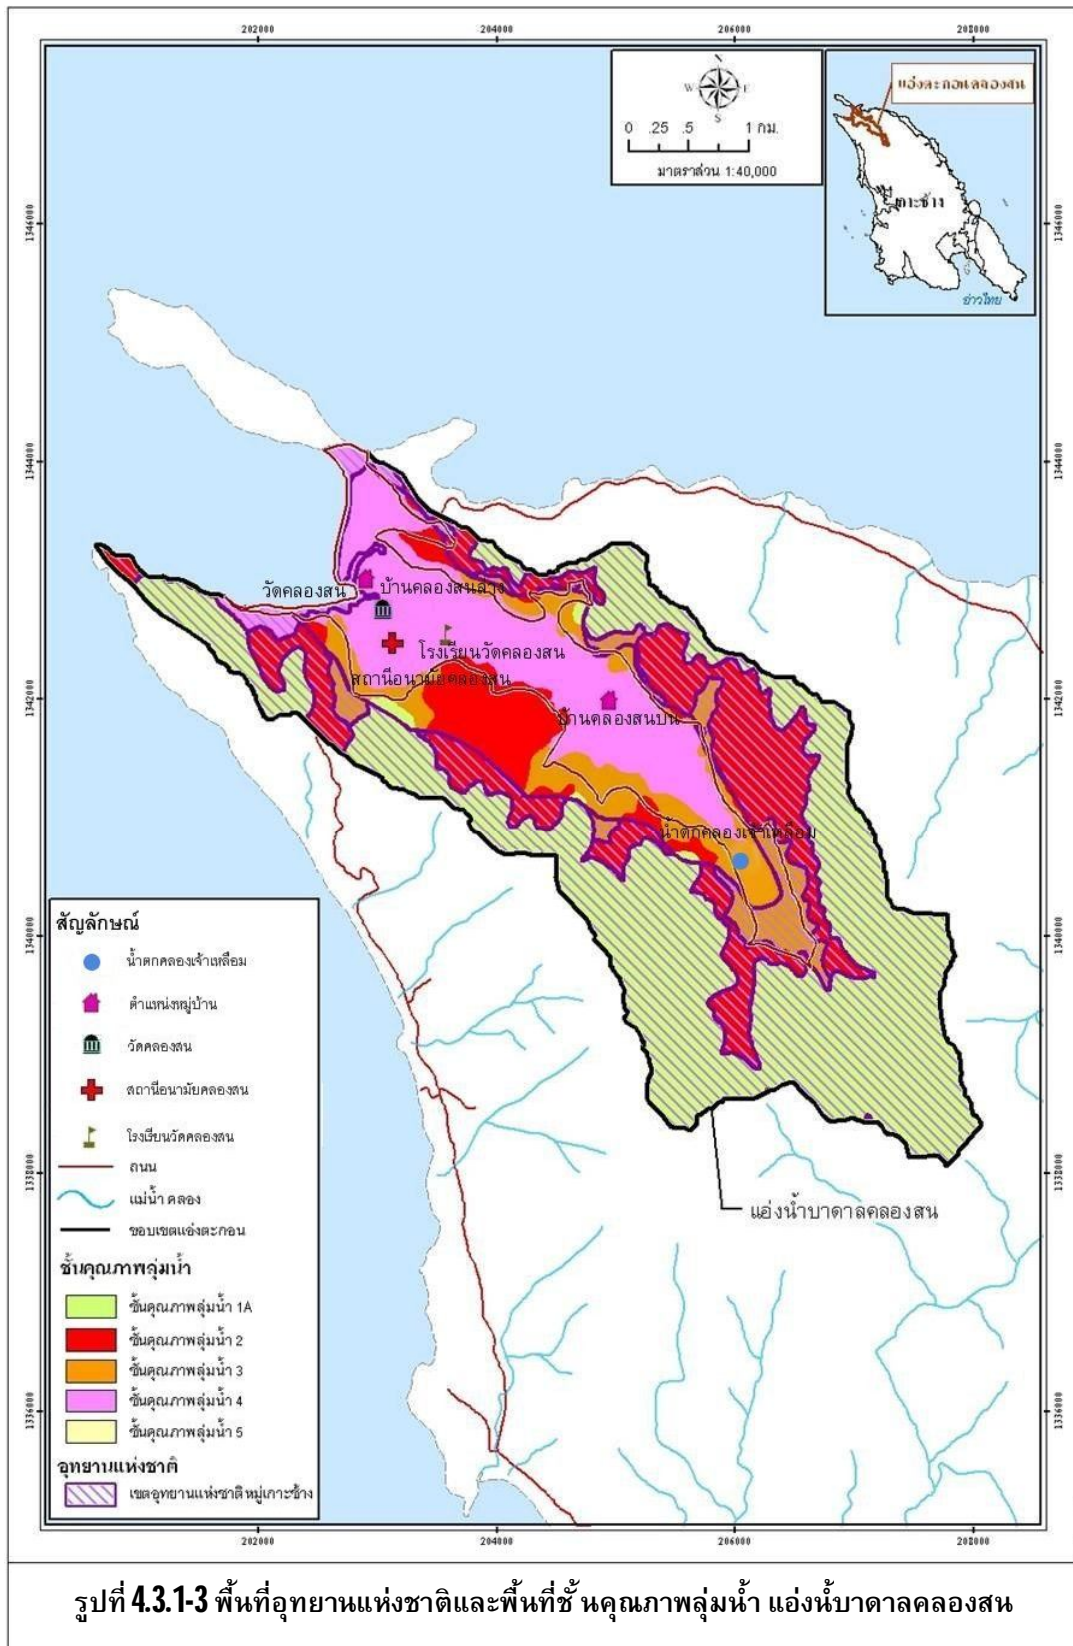 202000 204000 206000 208000
N
W E
S
0 .25 .5 1 กม.
มาตราส่วน 1:40,000
แอ่งตะกอนคลองสน
เกาะช้าง
อ่าวไทย
1346000 1346000
1344000 1344000
วัดคลองสน
บ้านคลองสนล่าง
โรงเรียนวัดคลองสน
สถานีอนามัยคลองสน
1342000 1342000
บ้านคลองสนบน
น้ำตกคลองเจ้าเหลือม
1340000 1340000
สัญลักษณ์
น้ำตกคลองเจ้าเหลือม
ตำแหน่งหมู่บ้าน
วัดคลองสน
สถานีอนามัยคลองสน
โรงเรียนวัดคลองสน
ถนน
แม่น้ำ คลอง
ขอบเขตแอ่งตะกอน
1338000 1338000
แอ่งน้ำบาดาลคลองสน
ชั้นคุณภาพลุ่มน้ำ
ชั้นคุณภาพลุ่มน้ำ 1A
ชั้นคุณภาพลุ่มน้ำ 2
ชั้นคุณภาพลุ่มน้ำ 3
ชั้นคุณภาพลุ่มน้ำ 4
ชั้นคุณภาพลุ่มน้ำ 5
1336000 1336000
อุทยานแห่งชาติ
เขตอุทยานแห่งชาติหมู่เกาะช้าง
202000 204000 206000 208000
รูปที่ 4.3.1-3 พื้นที่อุทยานแห่งชาติและพื้นที่ชั้ นคุณภาพลุ่มน้ำ แอ่งน้ำบาดาลคลองสน